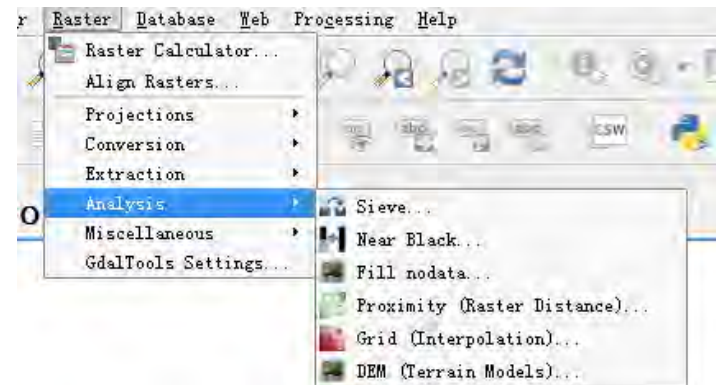 r Raster Database Web Processing Help
Raster Calculator...
Align Rasters...
Projections
Conversion
Extraction
Analysis
Miscellaneous
GdalTools Settings...
CSW
O
Sieve...
Near Black...
Fill nodata...
Proximity (Raster Distance)...
Grid (Interpolation)...
DEM (Terrain Models)...